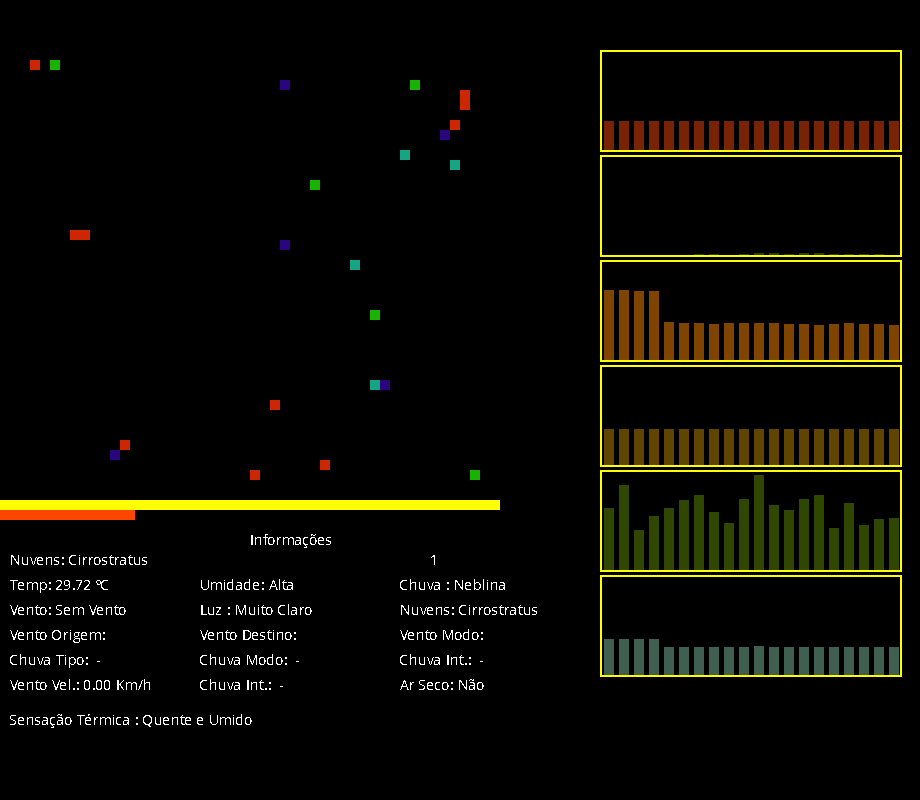 Informações
Nuvens: Cirrostratus 1
Temp: 29.72 ºC Umidade: Alta Chuva : Neblina
Vento: Sem Vento Luz : Muito Claro Nuvens: Cirrostratus
Vento Origem: Vento Destino: Vento Modo:
Chuva Tipo: - Chuva Modo: - Chuva Int.: -
Vento Vel.: 0.00 Km/h Chuva Int.: - Ar Seco: Não
Sensação Térmica : Quente e Umido